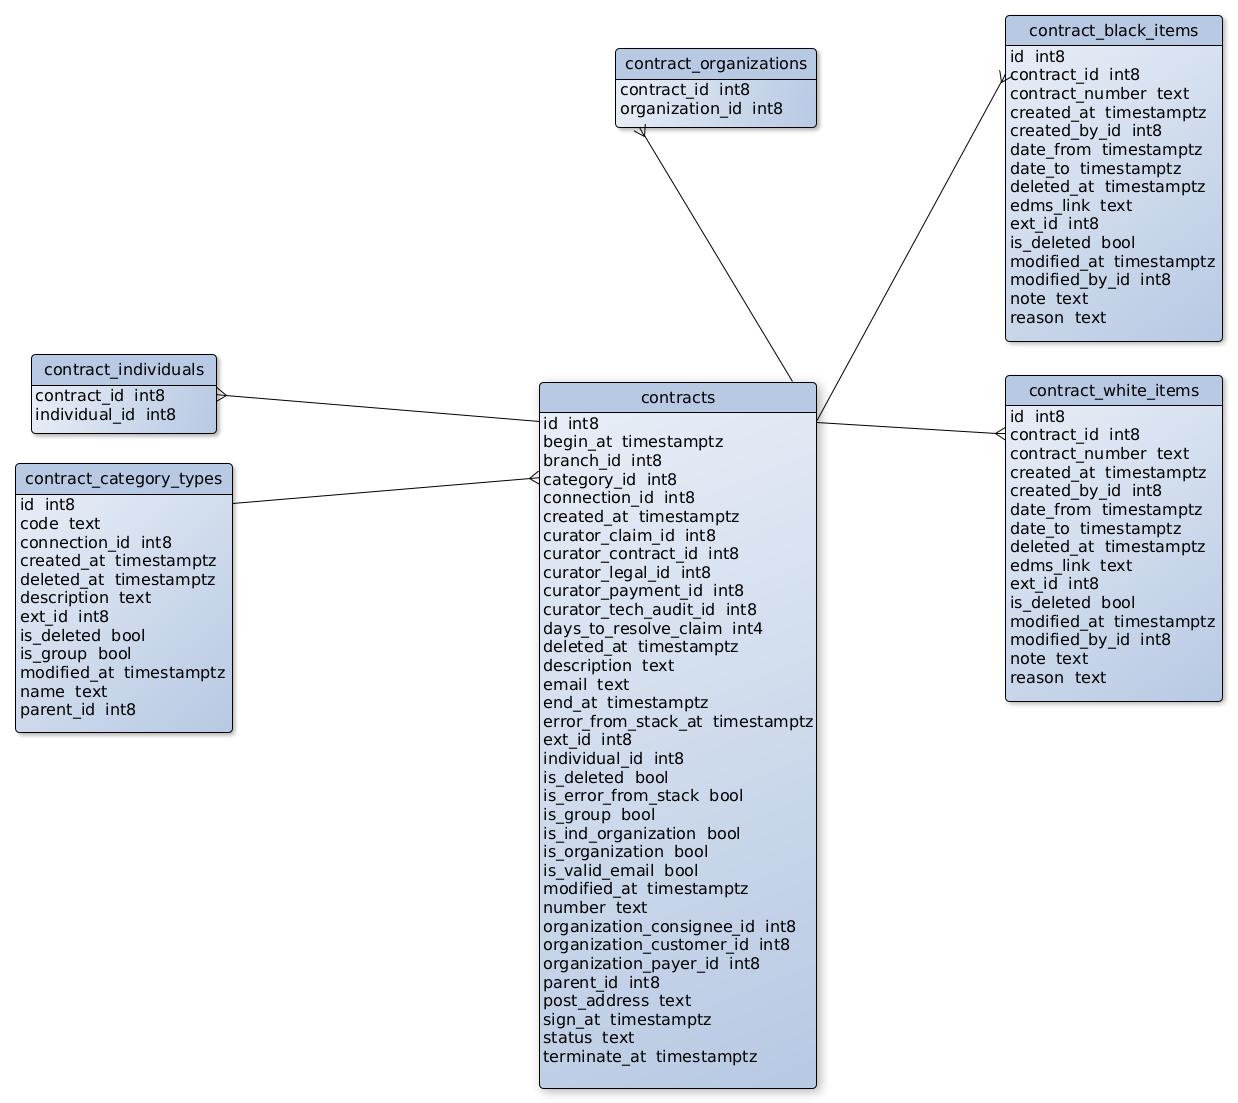 contract_black_items
id int8
contract_id int8
contract_number text
created_at timestamptz
created_by_id int8
date_from timestamptz
date_to timestamptz
deleted_at timestamptz
edms_link text
ext_id int8
is_deleted bool
modified_at timestamptz
modified_by_id int8
note text
reason text
contract_organizations
contract_id int8
organization_id int8
contract_individuals
contract_id int8
individual_id int8
contract_category_types
id int8
code text
connection_id int8
created_at timestamptz
deleted_at timestamptz
description text
ext_id int8
is_deleted bool
is_group bool
modified_at timestamptz
name text
parent_id int8
contracts
id int8
begin_at timestamptz
branch_id int8
category_id int8
connection_id int8
created_at timestamptz
curator_claim_id int8
curator_contract_id int8
curator_legal_id int8
curator_payment_id int8
curator_tech_audit_id int8
days_to_resolve_claim int4
deleted_at timestamptz
description text
email text
end_at timestamptz
error_from_stack_at timestamptz
ext_id int8
individual_id int8
is_deleted bool
is_error_from_stack bool
is_group bool
is_ind_organization bool
is_organization bool
is_valid_email bool
modified_at timestamptz
number text
organization_consignee_id int8
organization_customer_id int8
organization_payer_id int8
parent_id int8
post_address text
sign_at timestamptz
status text
terminate_at timestamptz
contract_white_items
id int8
contract_id int8
contract_number text
created_at timestamptz
created_by_id int8
date_from timestamptz
date_to timestamptz
deleted_at timestamptz
edms_link text
ext_id int8
is_deleted bool
modified_at timestamptz
modified_by_id int8
note text
reason text